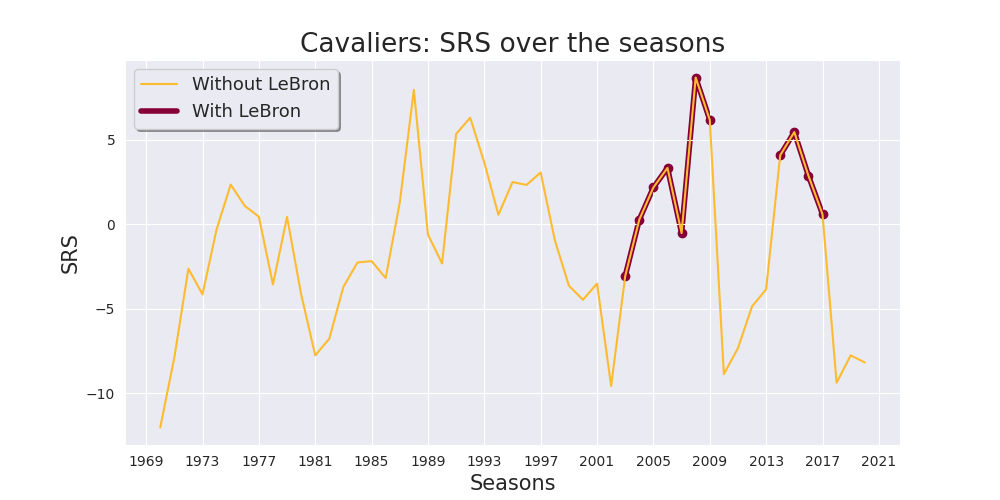 Cavaliers: SRS over the seasons
Without LeBron
With LeBron
5
0
−5
−10
SRS
1969 1973 1977 1981 1985 1989 1993 1997 2001 2005 2009 2013 2017 2021
Seasons